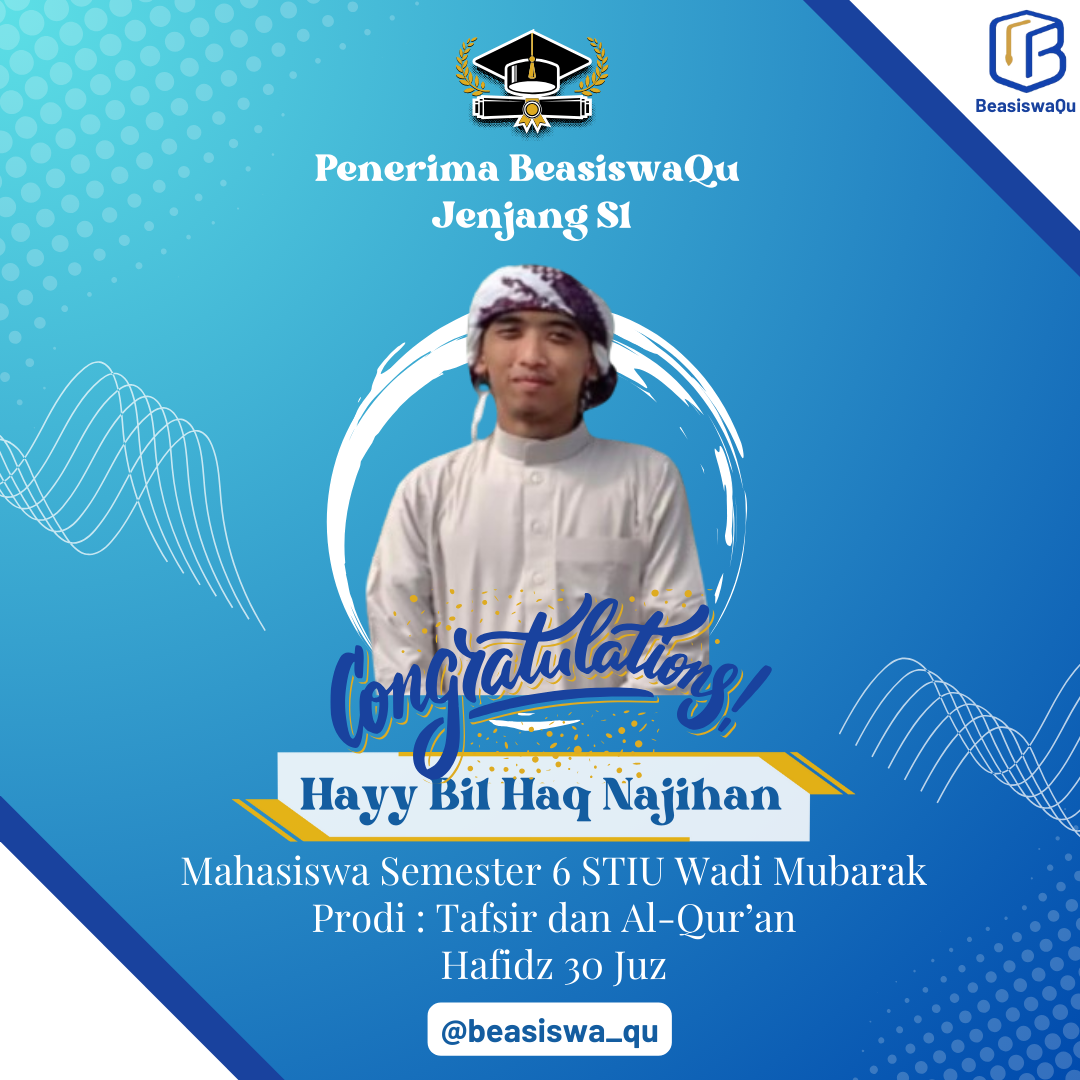 BeasiswaQu
Penerima BeasiswaQu
Jenjang S1
Congratulations!
Hayy Bil Haq Najihan
Mahasiswa Semester 6 STIU Wadi Mubarak
Prodi : Tafsir dan Al-Qur’an
Hafidz 30 Juz
@beasiswa_qu